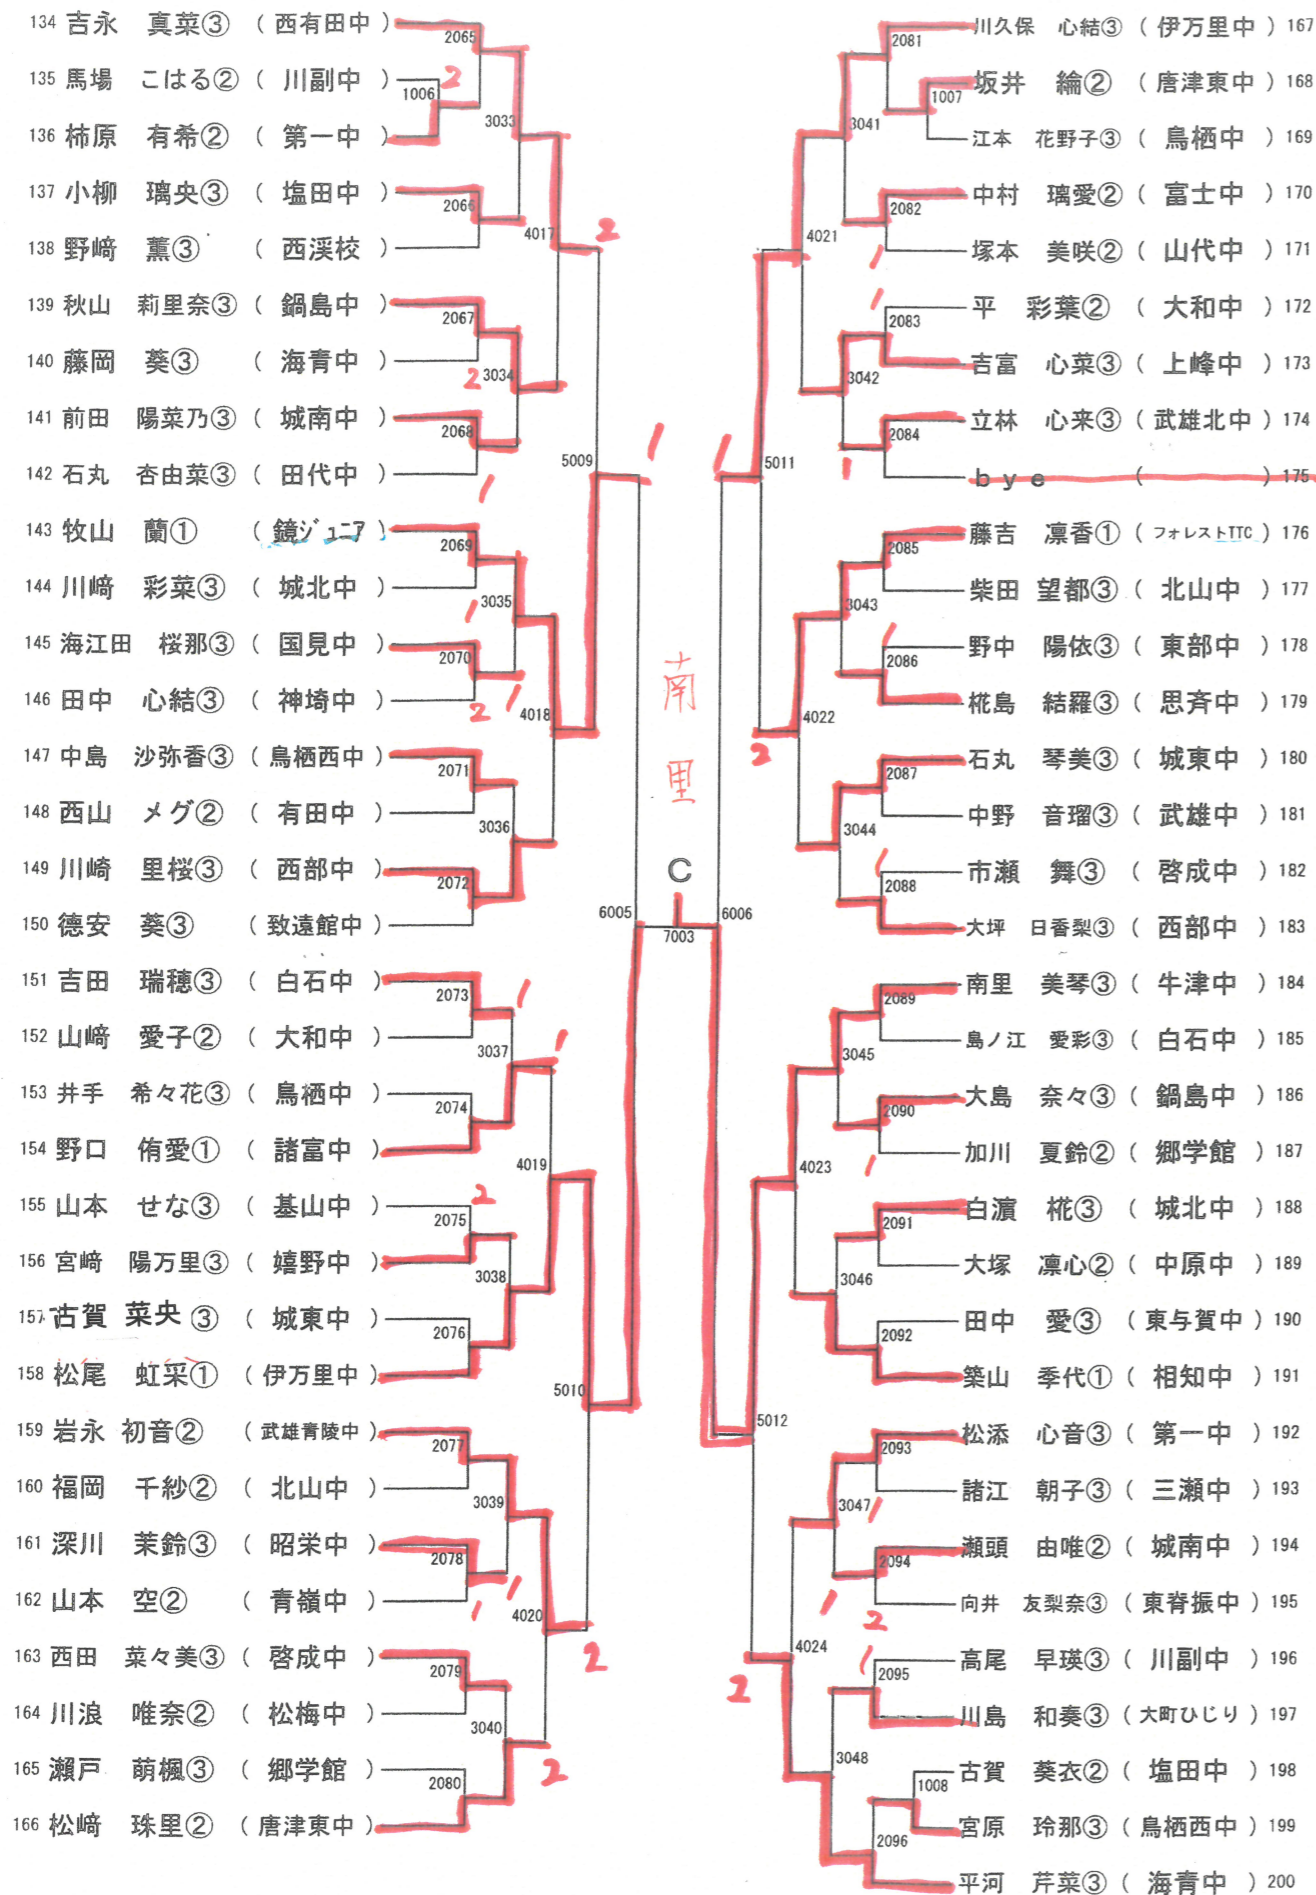 134 吉永 真菜③ ( 西有田中 )
135 馬場 こはる② ( 川副中 )
136 柿原 有希② ( 第一中 )
137 小柳 璃央③ ( 塩田中 )
138 野﨑 薫③ ( 西渓校 )
139 秋山 莉里奈③ ( 鍋島中 )
140 藤岡 葵③ ( 海青中 )
141 前田 陽菜乃③ ( 城南中 )
142 石丸 杏由菜③ ( 田代中 )
143 牧山 蘭① ( 鏡ジュニア )
144 川﨑 彩菜③ ( 城北中 )
145 海江田 桜那③ ( 国見中 )
146 田中 心結③ ( 神埼中 )
147 中島 沙弥香③ ( 鳥栖西中 )
148 西山 メグ② ( 有田中 )
149 川崎 里桜③ ( 西部中 )
150 德安 葵③ ( 致遠館中 )
151 吉田 瑞穂③ ( 白石中 )
152 山﨑 愛子② ( 大和中 )
153 井手 希々花③ ( 鳥栖中 )
154 野口 侑愛① ( 諸富中 )
155 山本 せな③ ( 基山中 )
156 宮﨑 陽万里③ ( 嬉野中 )
157 古賀 菜央 ③ ( 城東中 )
158 松尾 虹采① ( 伊万里中 )
159 岩永 初音② ( 武雄青陵中 )
160 福岡 千紗② ( 北山中 )
161 深川 茉鈴③ ( 昭栄中 )
162 山本 空② ( 青嶺中 )
163 西田 菜々美③ ( 啓成中 )
164 川浪 唯奈② ( 松梅中 )
165 瀬戸 萌楓③ ( 郷学館 )
166 松﨑 珠里② ( 唐津東中 )
1006
2065
2066
2067
2068
2069
2070
2071
2072
2073
2074
2075
2076
2077
2078
2079
2080
3033
3034
3035
3036
3037
3038
3039
3040
4017
4018
4019
4020
5009
5010
6005
2
2
2
1
1
1
2
1
1
1
2
1
1
2
2
1
南里
C
7003
川久保 心結③ ( 伊万里中 ) 167
坂井 綸② ( 唐津東中 ) 168
江本 花野子③ ( 鳥栖中 ) 169
中村 璃愛② ( 富士中 ) 170
塚本 美咲② ( 山代中 ) 171
平 彩葉② ( 大和中 ) 172
吉富 心菜③ ( 上峰中 ) 173
立林 心来③ ( 武雄北中 ) 174
bye ( ) 175
藤吉 凛香① ( フォレストTTC ) 176
柴田 望都③ ( 北山中 ) 177
野中 陽依③ ( 東部中 ) 178
椛島 結羅③ ( 思斉中 ) 179
石丸 琴美③ ( 城東中 ) 180
中野 音瑠③ ( 武雄中 ) 181
市瀬 舞③ ( 啓成中 ) 182
大坪 日香梨③ ( 西部中 ) 183
南里 美琴③ ( 牛津中 ) 184
島ノ江 愛彩③ ( 白石中 ) 185
大島 奈々③ ( 鍋島中 ) 186
加川 夏鈴② ( 郷学館 ) 187
白濵 椛③ ( 城北中 ) 188
大塚 凛心② ( 中原中 ) 189
田中 愛③ ( 東与賀中 ) 190
築山 季代① ( 相知中 ) 191
松添 心音③ ( 第一中 ) 192
諸江 朝子③ ( 三瀬中 ) 193
瀬頭 由唯② ( 城南中 ) 194
向井 友梨奈③ ( 東脊振中 ) 195
高尾 早瑛③ ( 川副中 ) 196
川島 和奏③ ( 大町ひじり ) 197
古賀 葵衣② ( 塩田中 ) 198
宮原 玲那③ ( 鳥栖西中 ) 199
平河 芹菜③ ( 海青中 ) 200
1007
1008
2081
2082
2083
2084
2085
2086
2087
2088
2089
2090
2091
2092
2093
2094
2095
2096
3041
3042
3043
3044
3045
3046
3047
3048
4021
4022
4023
4024
5011
5012
6006
1
1
1
1
1
2
1
1
1
1
2
1
2